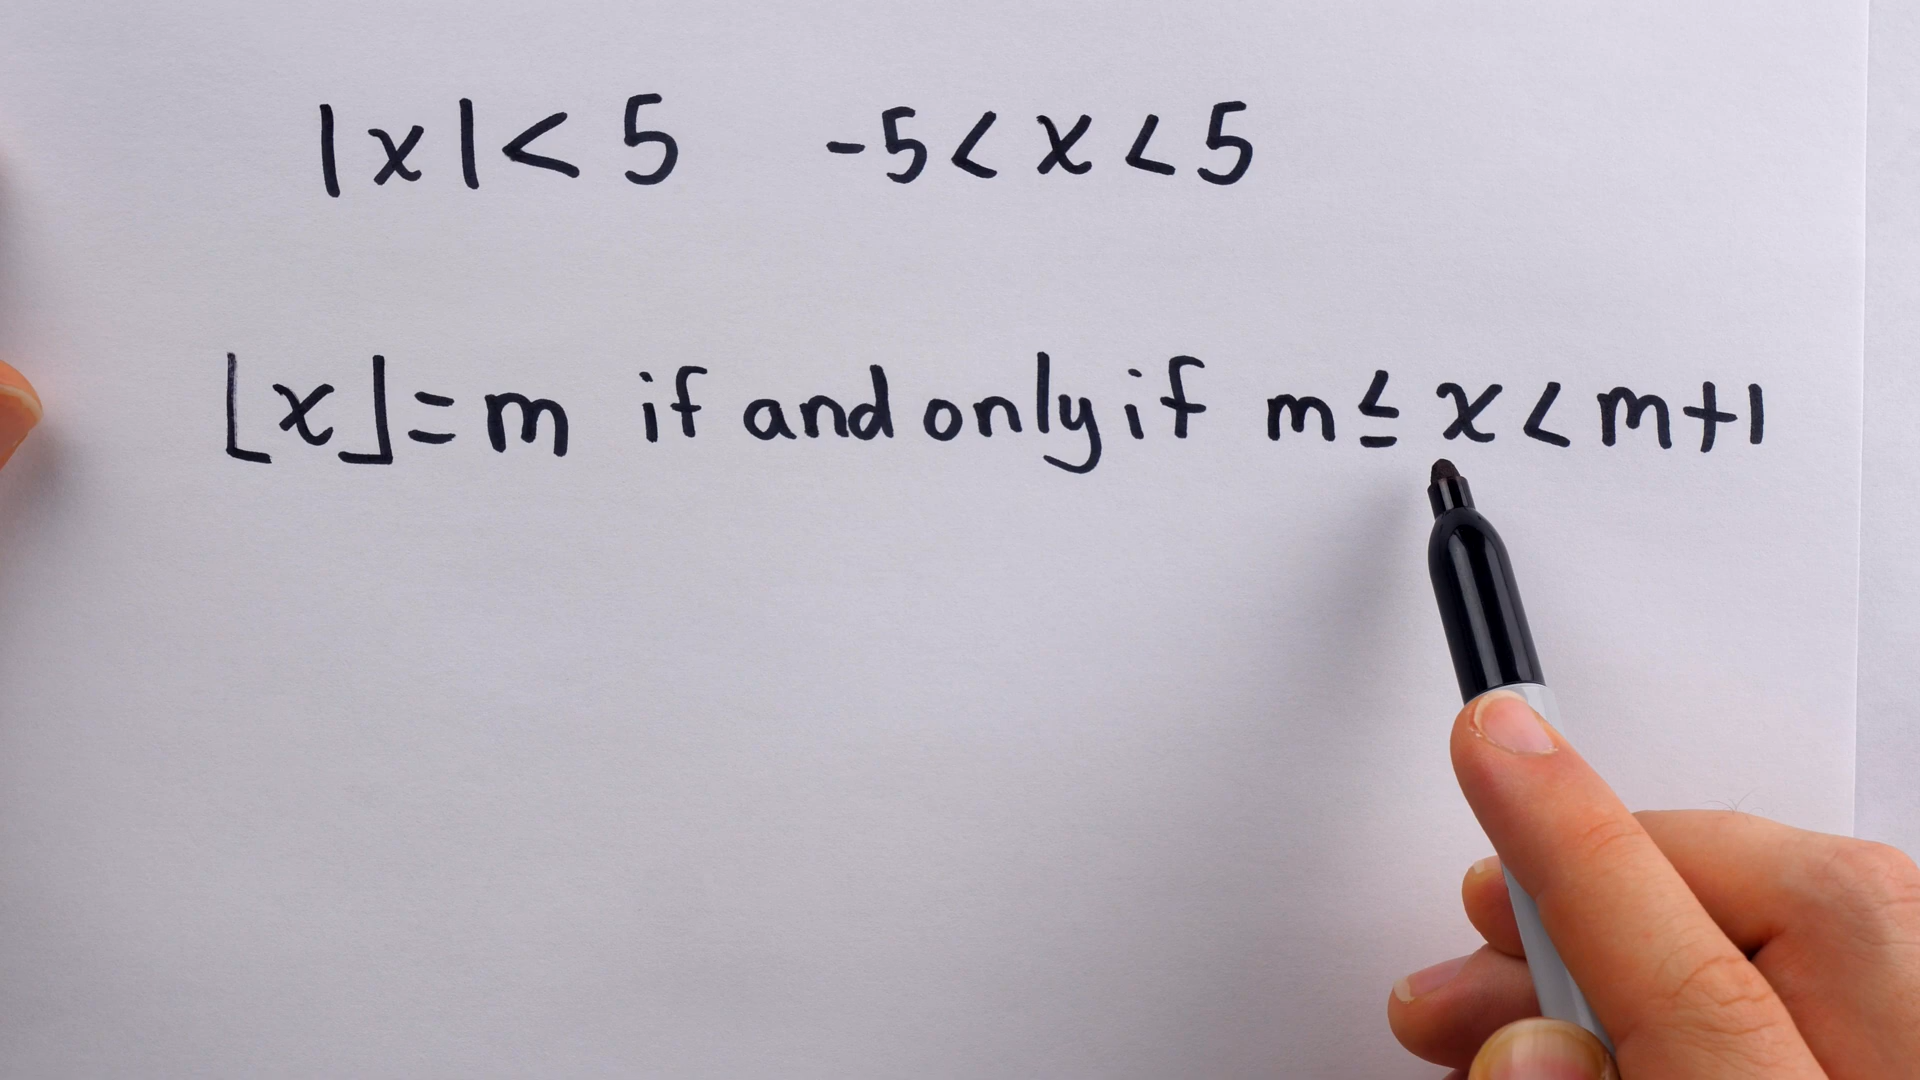 |x| < 5 -5 < x < 5
⌊x⌋ = m if and only if m ≤ x < m+1